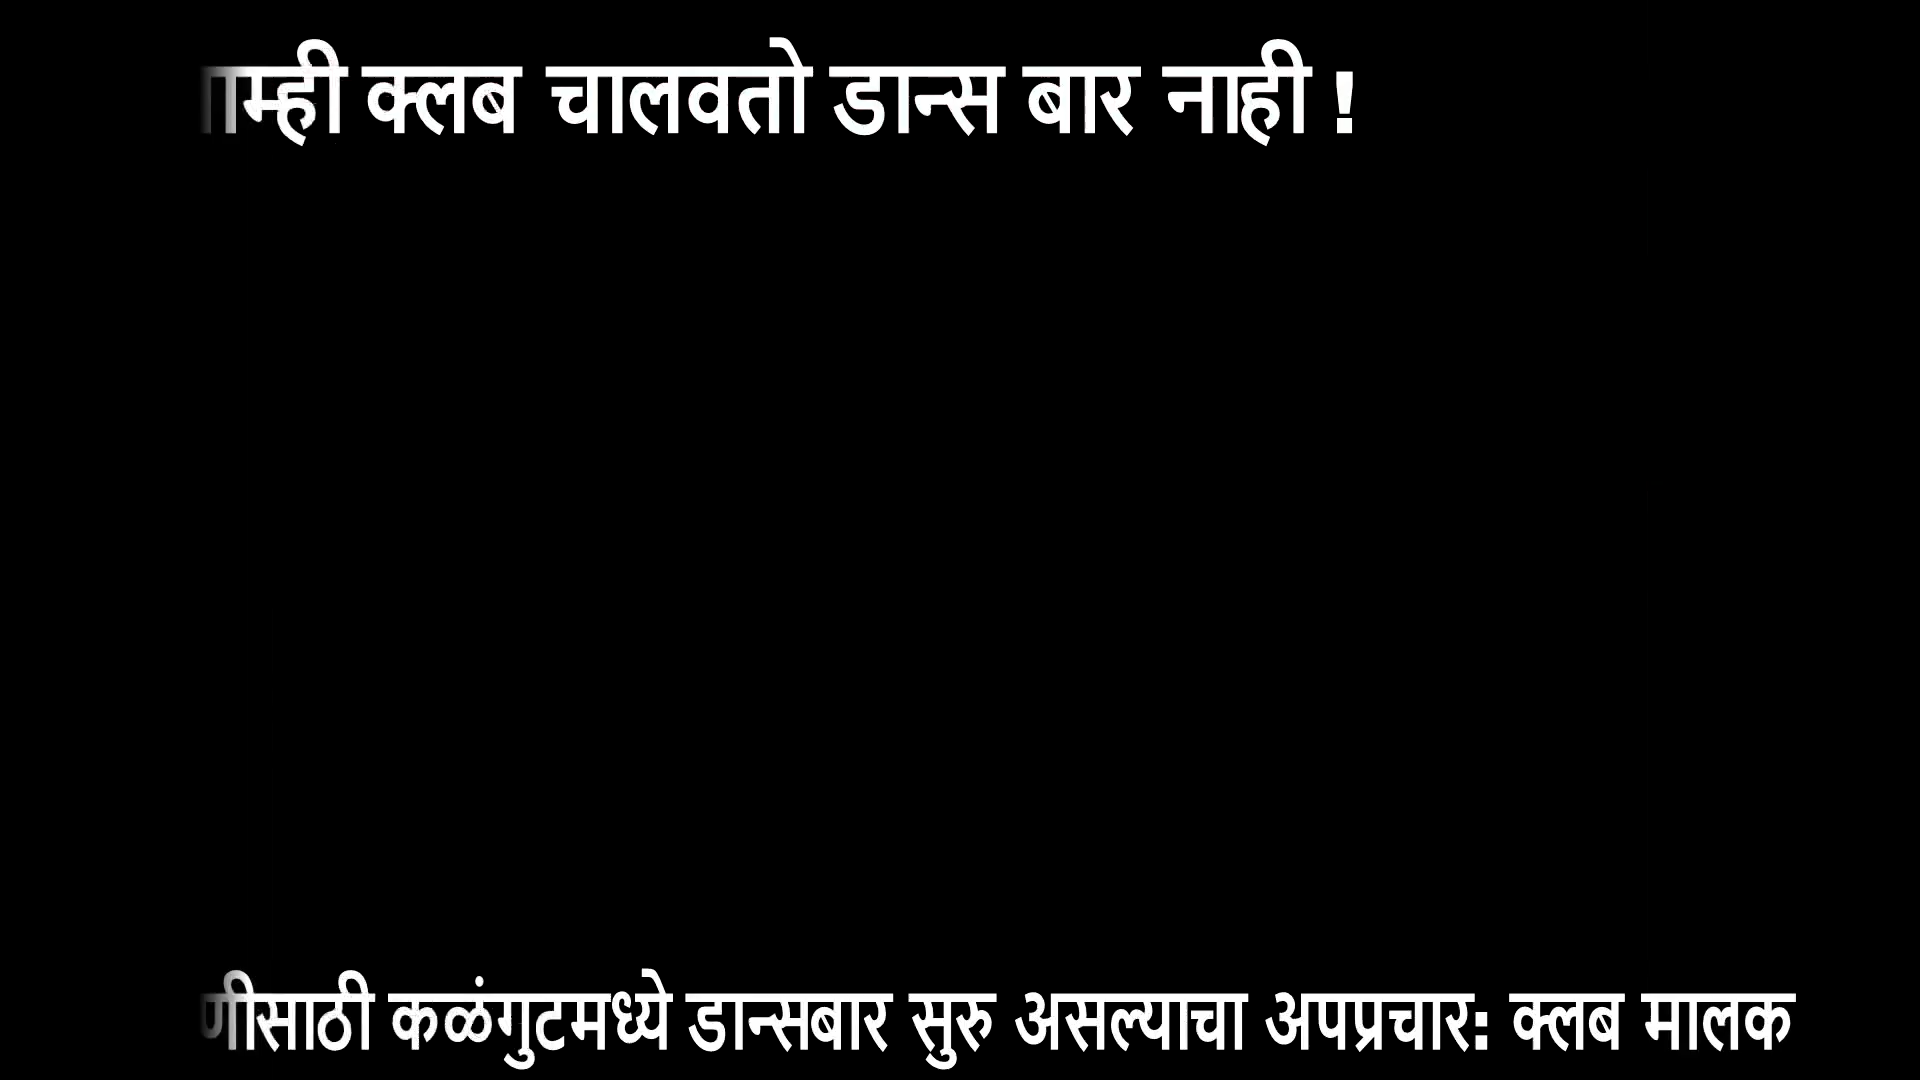 क्लब चालवतो डान्स बार नाही !
कळंगुटमध्ये डान्सबार सुरु असल्याचा अपप्रचार: क्लब मालक